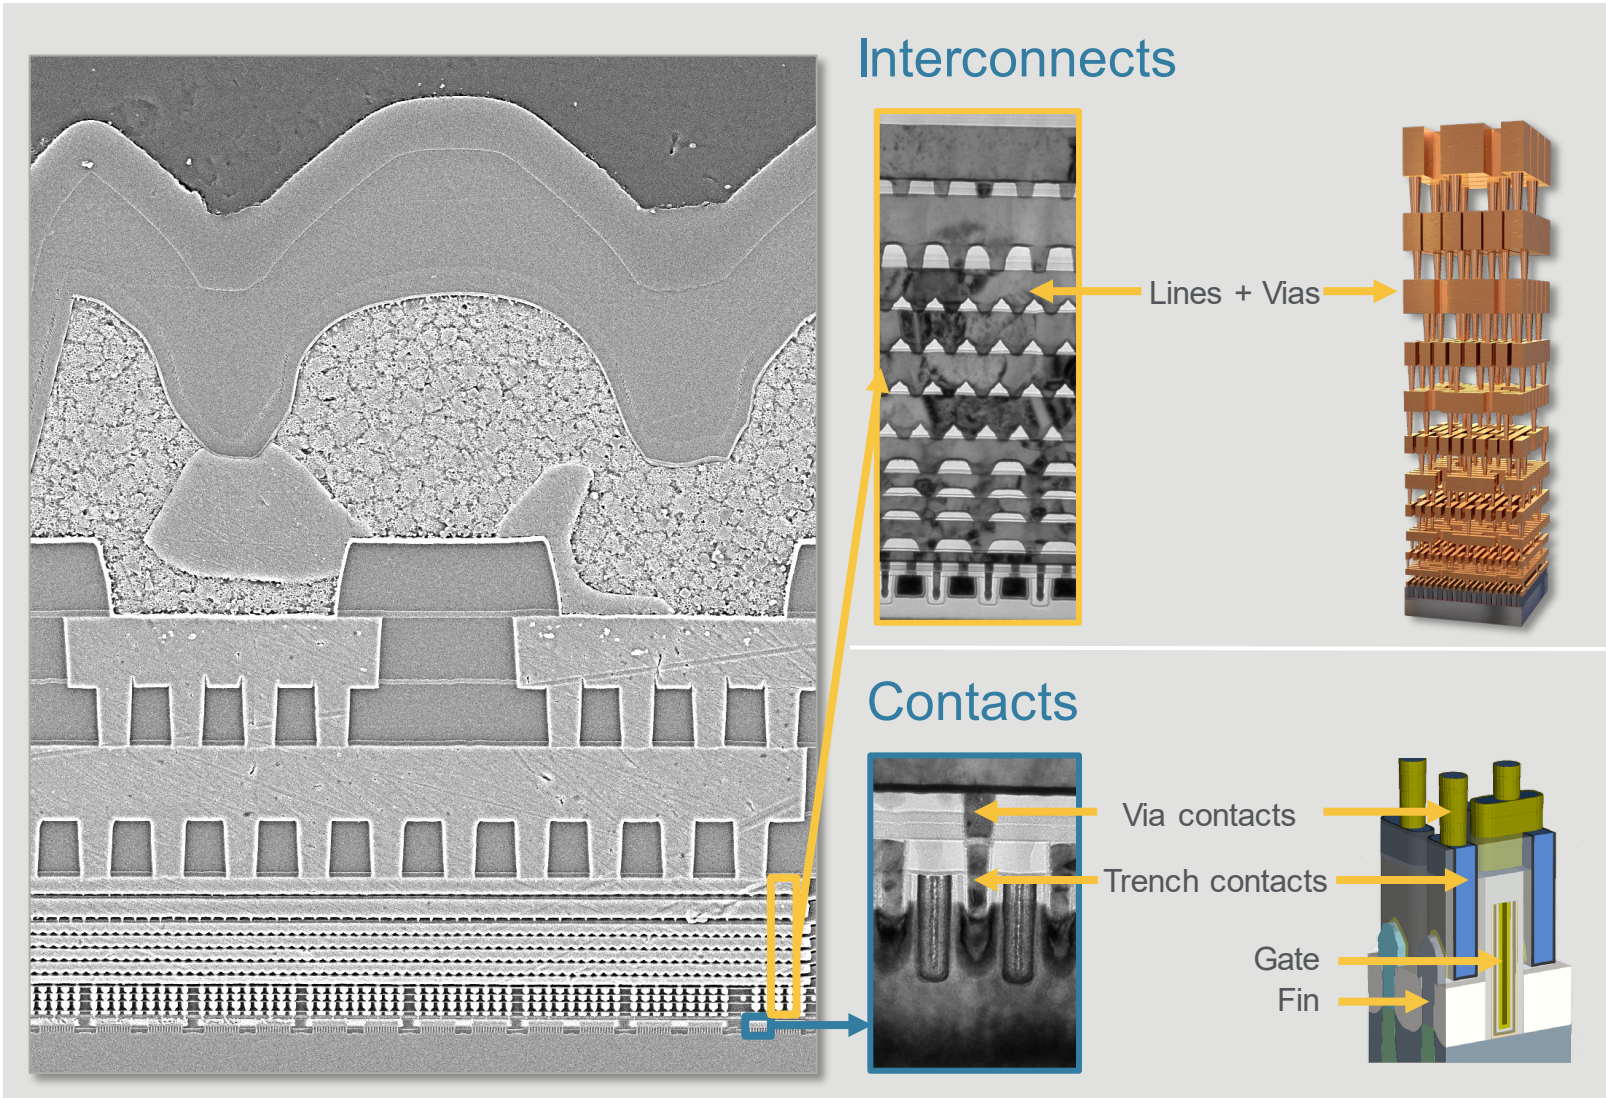 Interconnects
Lines + Vias
Contacts
Via contacts
Trench contacts
Gate
Fin